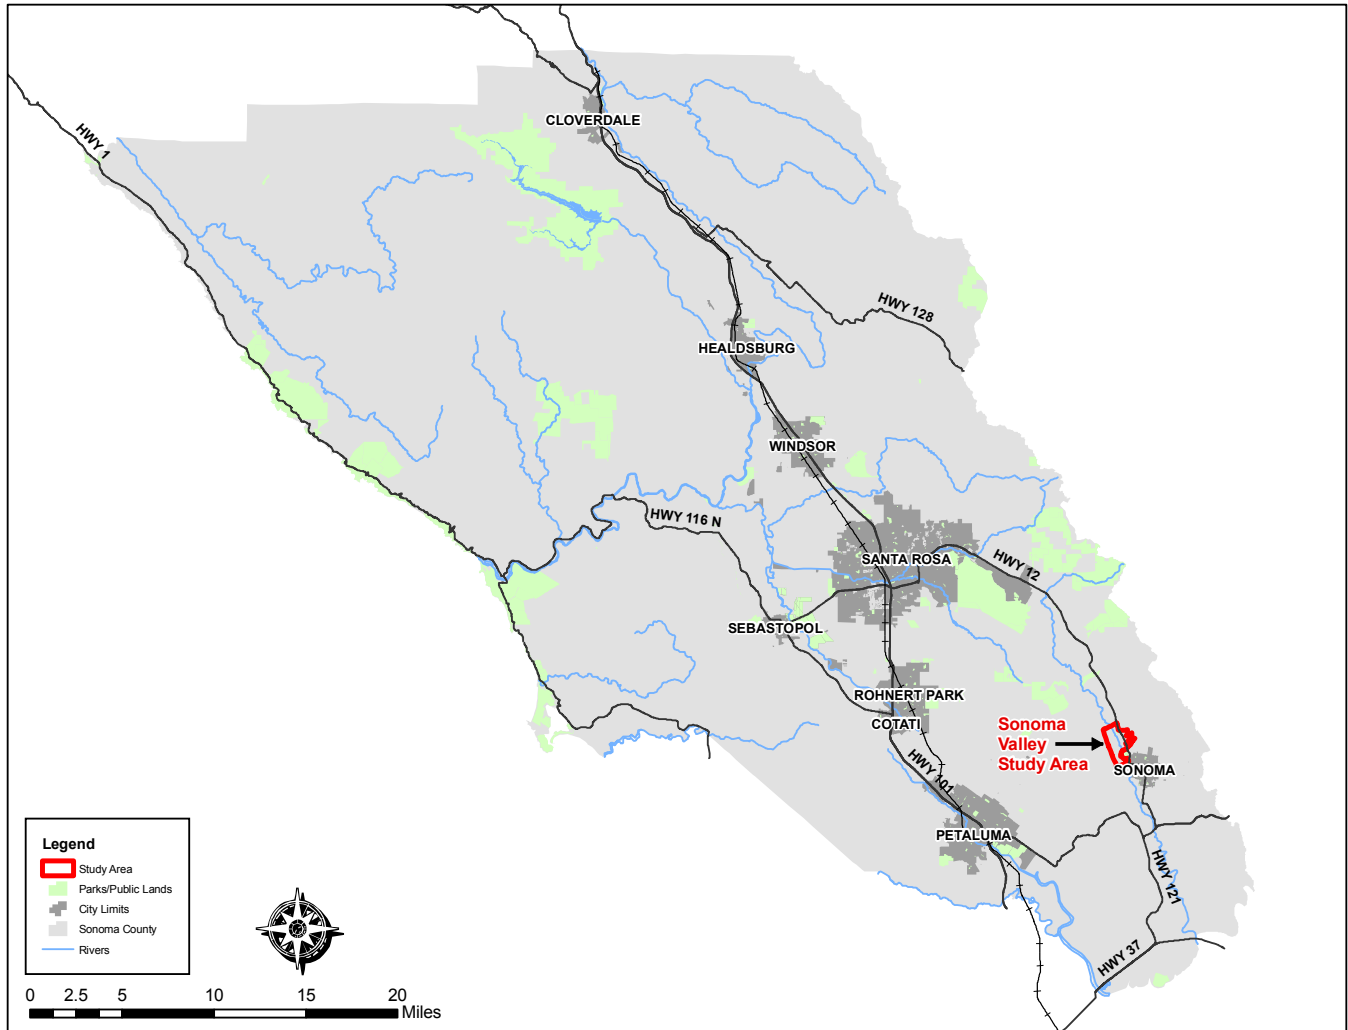 CLOVERDALE
HWY 1
HWY 128
HEALDSBURG
WINDSOR
HWY 116 N
SANTA ROSA
HWY 12
SEBASTOPOL
ROHNERT PARK
COTATI
Sonoma
Valley
Study Area
SONOMA
HWY 101
PETALUMA
HWY 121
HWY 37
Legend
Study Area
Parks/Public Lands
City Limits
Sonoma County
Rivers
0 2.5 5 10 15 20
Miles